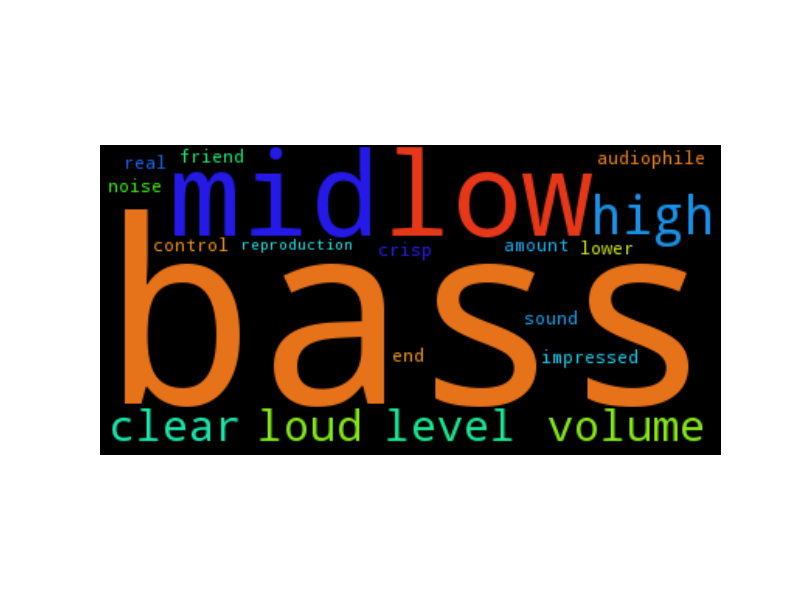 real friend audiophile
noise mid low high
control reproduction crisp amount lower
bass
sound
end impressed
clear loud level volume